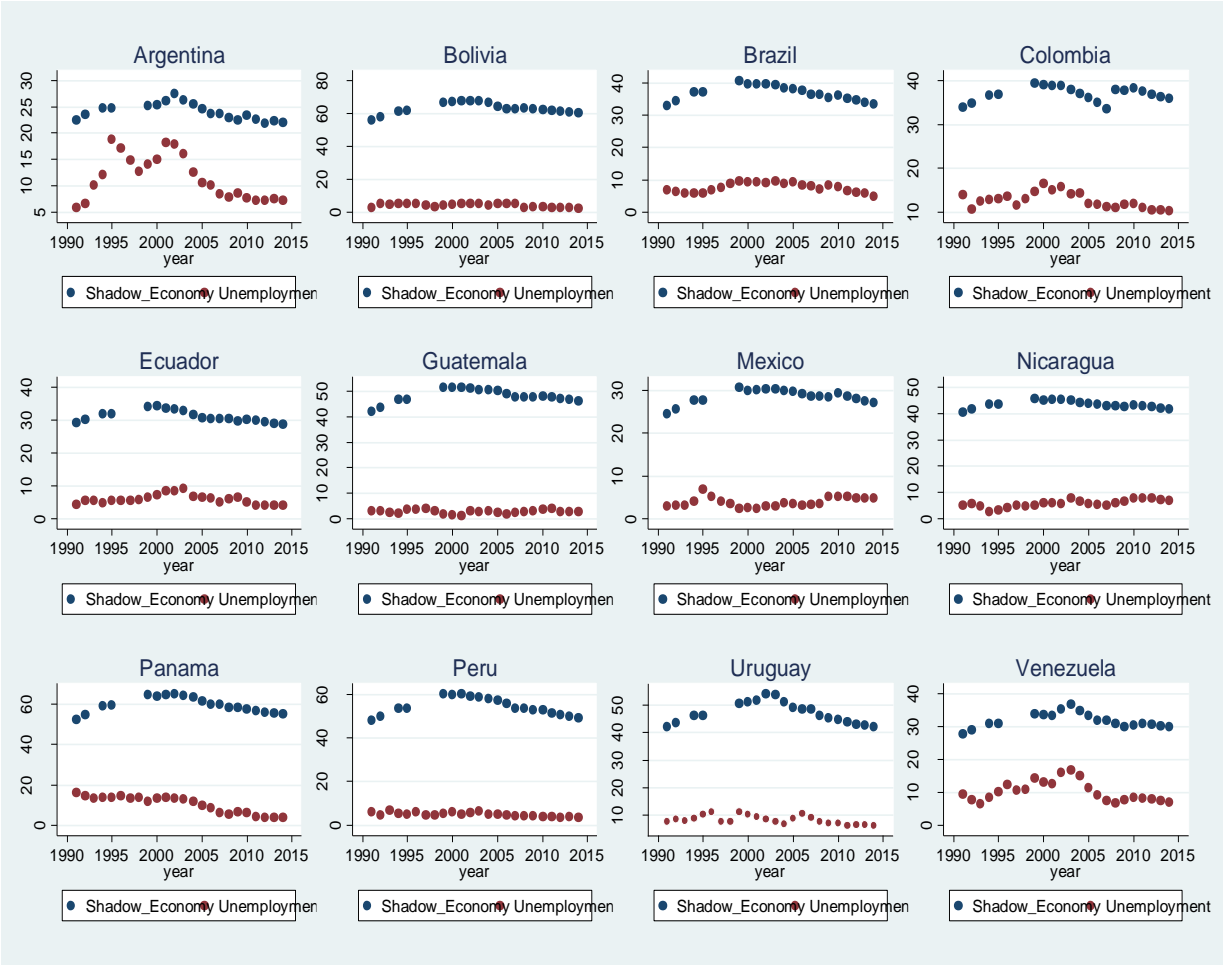 Argentina Bolivia Brazil Colombia
30 80 40 40
25 60 30 30
20 40 20 20
15 20 10 10
10 0 0
5
1990 1995 2000 2005 2010 2015 1990 1995 2000 2005 2010 2015 1990 1995 2000 2005 2010 2015 1990 1995 2000 2005 2010 2015
year year year year
Shadow_Economy Unemploymen Shadow_Economy Unemploymen Shadow_Economy Unemploymen Shadow_Economy Unemployment
Ecuador Guatemala Mexico Nicaragua
40 50 30 50
30 40 20 40
20 30 10 30
10 20 0 20
0 10 10
0 0
1990 1995 2000 2005 2010 2015 1990 1995 2000 2005 2010 2015 1990 1995 2000 2005 2010 2015 1990 1995 2000 2005 2010 2015
year year year year
Shadow_Economy Unemploymen Shadow_Economy Unemploymen Shadow_Economy Unemploymen Shadow_Economy Unemployment
Panama Peru Uruguay Venezuela
60 60 50 40
40 40 40 30
20 20 30 20
0 0 20 10
10 0
1990 1995 2000 2005 2010 2015 1990 1995 2000 2005 2010 2015 1990 1995 2000 2005 2010 2015 1990 1995 2000 2005 2010 2015
year year year year
Shadow_Economy Unemploymen Shadow_Economy Unemploymen Shadow_Economy Unemploymen Shadow_Economy Unemployment